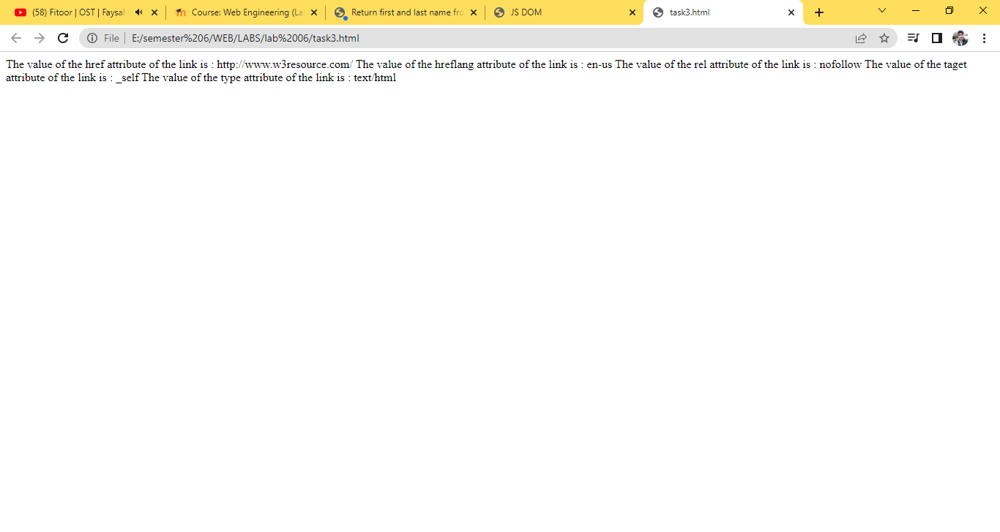 (58) Fitoor | OST | Faysal
Course: Web Engineering (La
Return first and last name fro
JS DOM
task3.html
File | E:/semester%206/WEB/LABS/lab%2006/task3.html
The value of the href attribute of the link is : http://www.w3resource.com/ The value of the hreflang attribute of the link is : en-us The value of the rel attribute of the link is : nofollow The value of the taget
attribute of the link is : _self The value of the type attribute of the link is : text/html